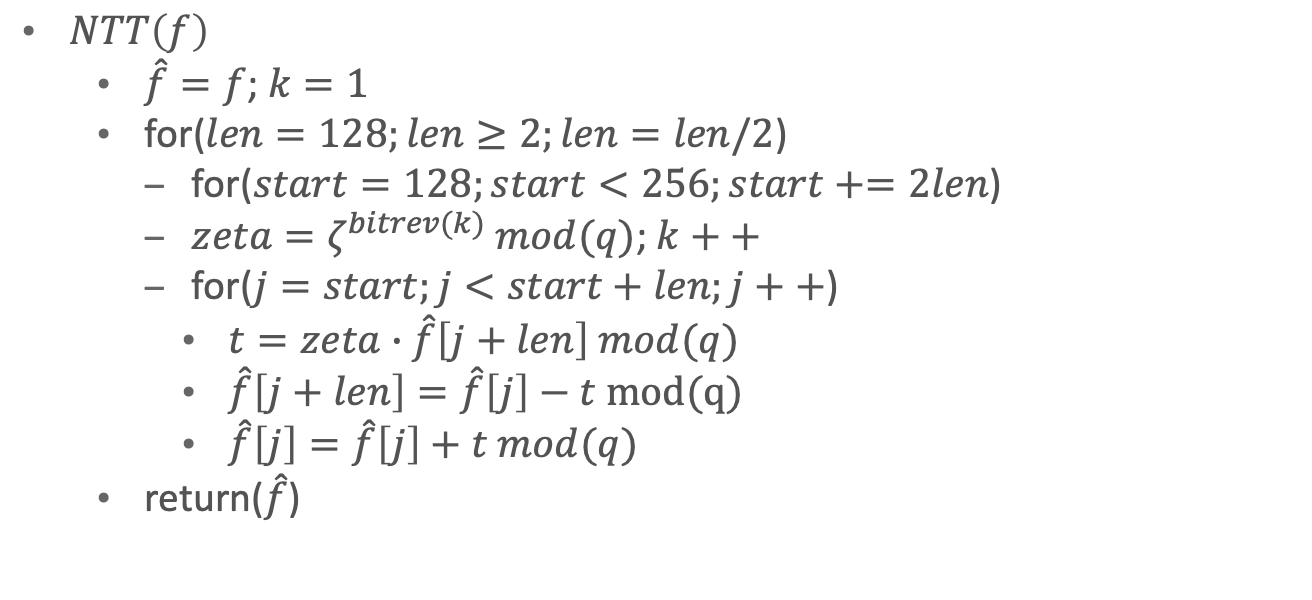 • NTT(f)
• f̂ = f; k = 1
• for(len = 128; len ≥ 2; len = len/2)
– for(start = 128; start < 256; start += 2len)
– zeta = ζ^bitrev(k) mod(q); k + +
– for(j = start; j < start + len; j + +)
• t = zeta · f̂[j + len] mod(q)
• f̂[j + len] = f̂[j] − t mod(q)
• f̂[j] = f̂[j] + t mod(q)
• return(f̂)